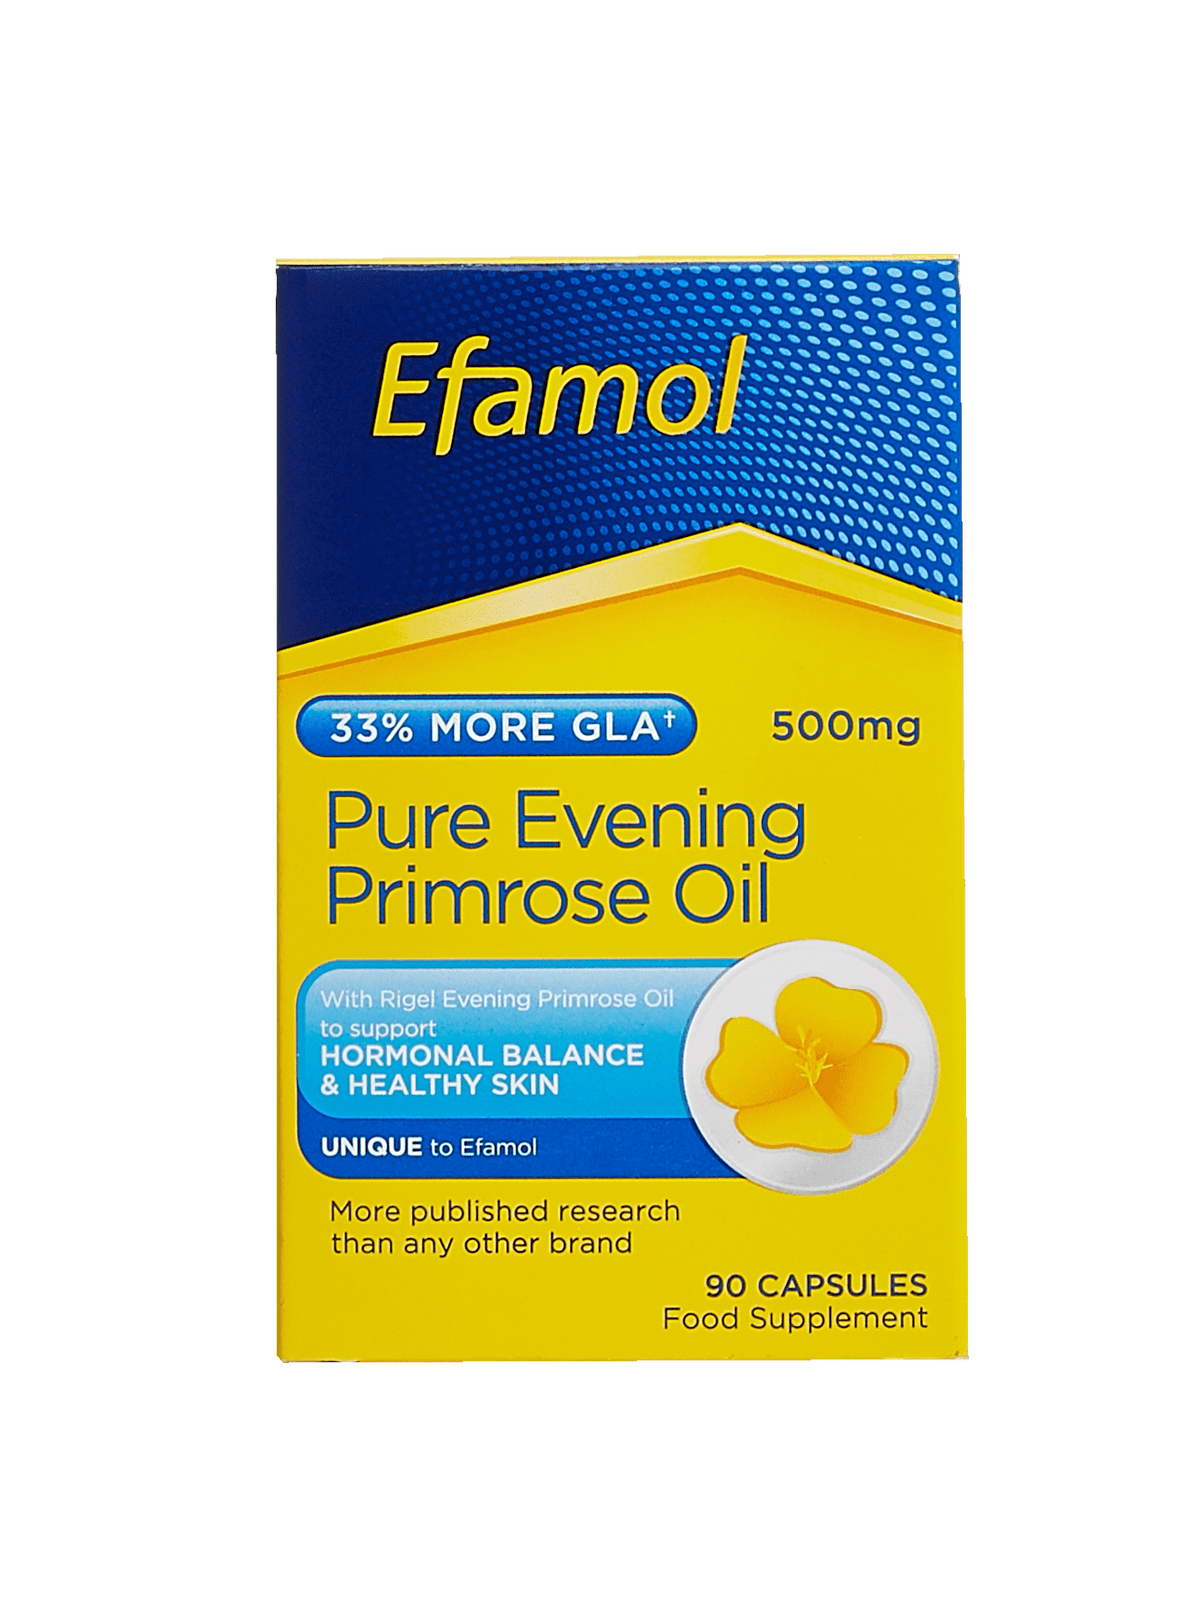 Efamol
33% MORE GLA†
500mg
Pure Evening
Primrose Oil
With Rigel Evening Primrose Oil
to support
HORMONAL BALANCE
& HEALTHY SKIN
UNIQUE to Efamol
More published research
than any other brand
90 CAPSULES
Food Supplement